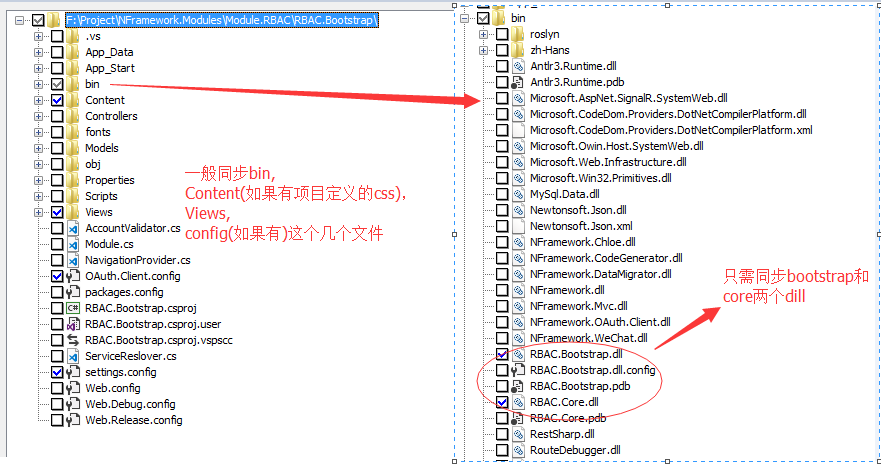 F:\Project\NFramework.Modules\Module.RBAC\RBAC.Bootstrap\
.vs
App_Data
App_Start
bin
Content
Controllers
fonts
Models
obj
Properties
Scripts
Views
AccountValidator.cs
Module.cs
NavigationProvider.cs
OAuth.Client.config
packages.config
RBAC.Bootstrap.csproj
RBAC.Bootstrap.csproj.user
RBAC.Bootstrap.csproj.vspscc
ServiceReslover.cs
settings.config
Web.config
Web.Debug.config
Web.Release.config
一般同步bin,
Content(如果有项目定义的css)，
Views,
config(如果有)这个几个文件
bin
roslyn
zh-Hans
Antlr3.Runtime.dll
Antlr3.Runtime.pdb
Microsoft.AspNet.SignalR.SystemWeb.dll
Microsoft.CodeDom.Providers.DotNetCompilerPlatform.dll
Microsoft.CodeDom.Providers.DotNetCompilerPlatform.xml
Microsoft.Owin.Host.SystemWeb.dll
Microsoft.Web.Infrastructure.dll
Microsoft.Win32.Primitives.dll
MySql.Data.dll
Newtonsoft.Json.dll
Newtonsoft.Json.xml
NFramework.Chloe.dll
NFramework.CodeGenerator.dll
NFramework.DataMigrator.dll
NFramework.dll
NFramework.Mvc.dll
NFramework.OAuth.Client.dll
NFramework.WeChat.dll
RBAC.Bootstrap.dll
RBAC.Bootstrap.dll.config
RBAC.Bootstrap.pdb
RBAC.Core.dll
RBAC.Core.pdb
RestSharp.dll
RouteDebugger.dll
只需同步bootstrap和
core两个dill